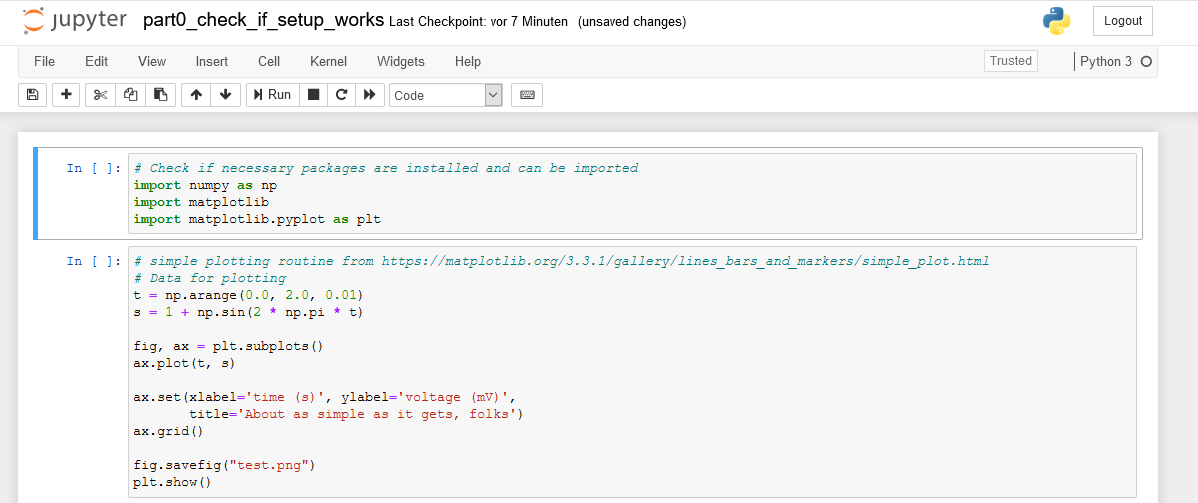 jupyter part0_check_if_setup_works Last Checkpoint: vor 7 Minuten (unsaved changes) Logout
File Edit View Insert Cell Kernel Widgets Help Trusted Python 3
Run Code
In [ ]: # Check if necessary packages are installed and can be imported
import numpy as np
import matplotlib
import matplotlib.pyplot as plt
In [ ]: # simple plotting routine from https://matplotlib.org/3.3.1/gallery/lines_bars_and_markers/simple_plot.html
# Data for plotting
t = np.arange(0.0, 2.0, 0.01)
s = 1 + np.sin(2 * np.pi * t)
fig, ax = plt.subplots()
ax.plot(t, s)
ax.set(xlabel='time (s)', ylabel='voltage (mV)',
title='About as simple as it gets, folks')
ax.grid()
fig.savefig("test.png")
plt.show()